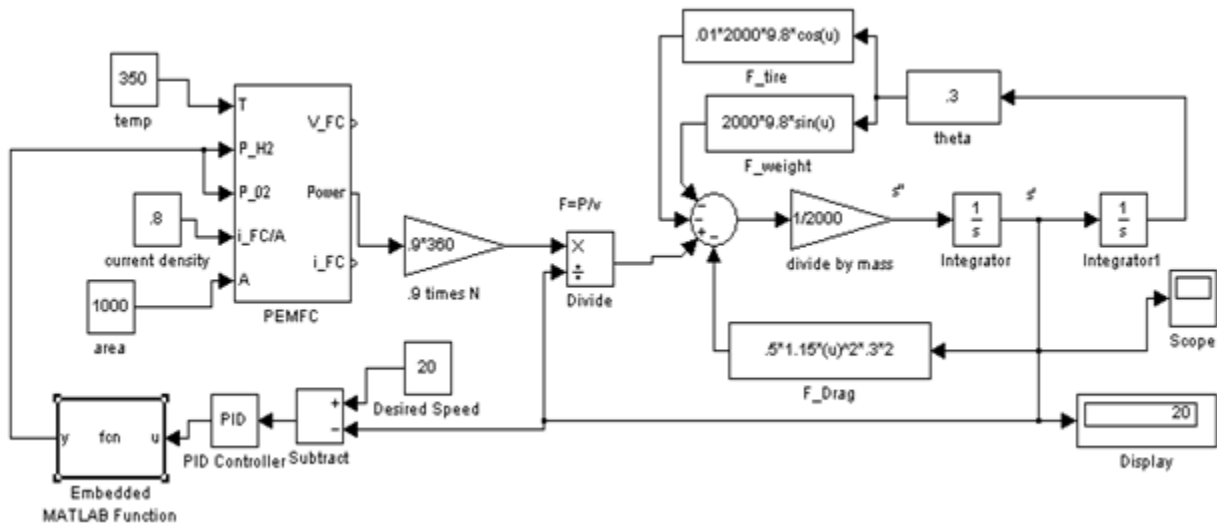 .01*2000*9.8*cos(u)
F_tire
350
temp
T
V_FC
.3
theta
2000*9.8*sin(u)
F_weight
P_H2
P_O2
Power
.8
current density
i_FC/A
i_FC
A
PEMFC
1000
area
.9*360
.9 times N
F=P/v
×
÷
Divide
−
−
+
−
1/2000
divide by mass
s''
1
s
Integrator
s'
1
s
Integrator1
Scope
.5*1.15*(u)^2*.3*2
F_Drag
20
Desired Speed
+
−
Subtract
PID
PID Controller
y fcn u
Embedded
MATLAB Function
20
Display